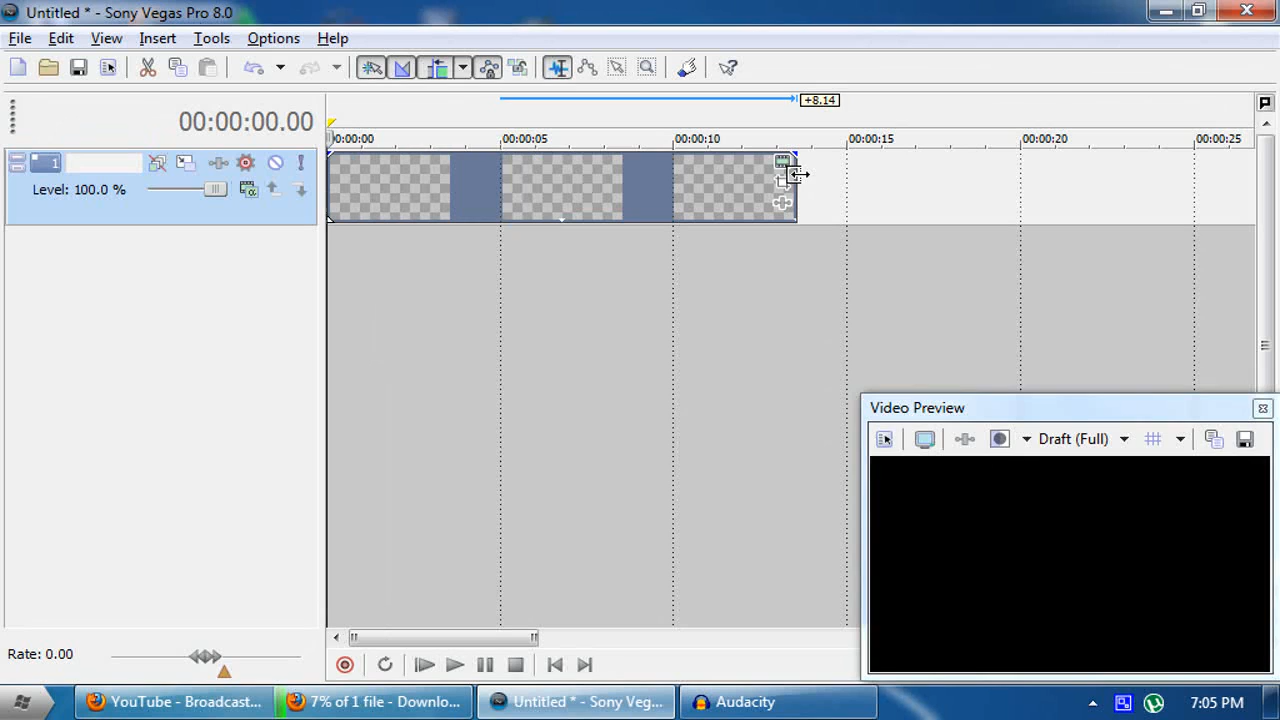 Untitled * - Sony Vegas Pro 8.0
File Edit View Insert Tools Options Help
+8.14
00:00:00.00
0:00:00 00:00:05 00:00:10 00:00:15 00:00:20 00:00:25
1
Level: 100.0 %
Video Preview
Draft (Full)
Rate: 0.00
YouTube - Broadcast... 7% of 1 file - Downlo... Untitled * - Sony Vega... Audacity 7:05 PM